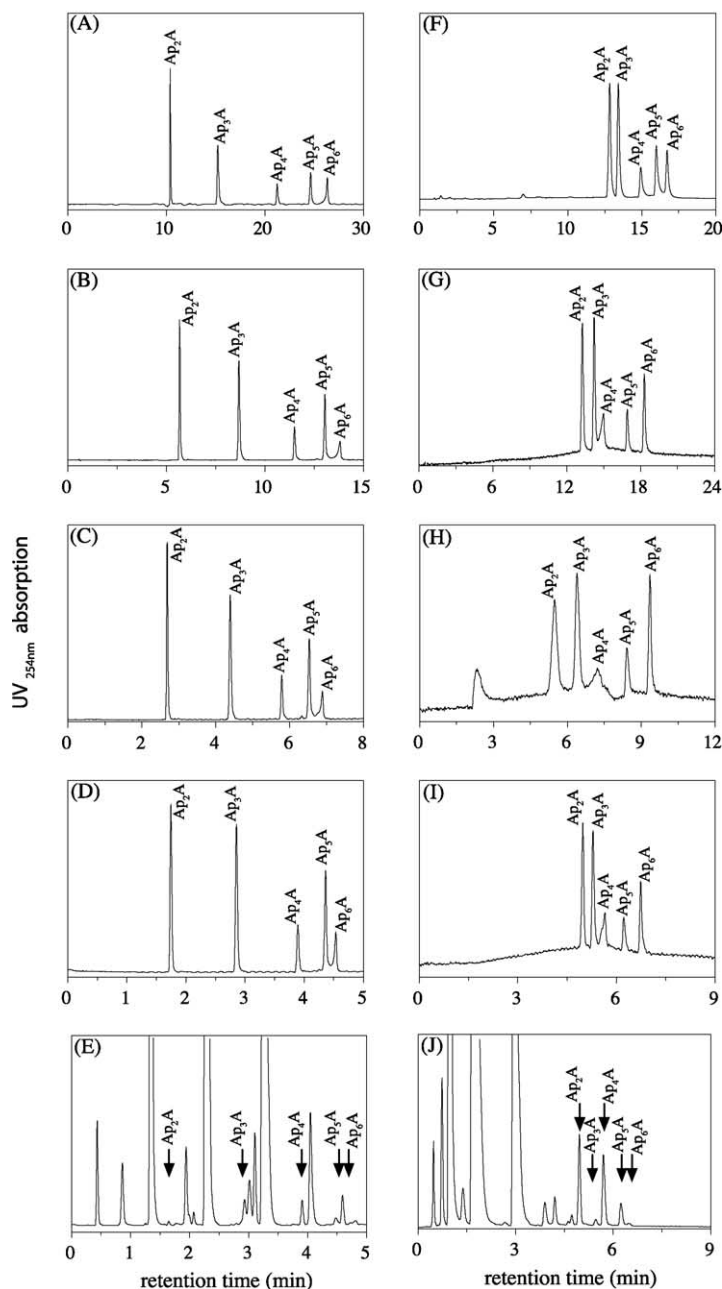 (A)
Ap2A
Ap3A
Ap4A
Ap5A
Ap6A
0 10 20 30
(B)
Ap2A
Ap3A
Ap4A
Ap5A
Ap6A
0 5 10 15
(C)
Ap2A
Ap3A
Ap4A
Ap5A
Ap6A
0 2 4 6 8
(D)
Ap2A
Ap3A
Ap4A
Ap5A
Ap6A
0 1 2 3 4 5
(E)
Ap2A
Ap3A
Ap4A
Ap5A
Ap6A
0 1 2 3 4 5
retention time (min)
UV 254nm absorption
(F)
Ap2A
Ap3A
Ap4A
Ap5A
Ap6A
0 5 10 15 20
(G)
Ap2A
Ap3A
Ap4A
Ap5A
Ap6A
0 6 12 18 24
(H)
Ap2A
Ap3A
Ap4A
Ap5A
Ap6A
0 3 6 9 12
(I)
Ap2A
Ap3A
Ap4A
Ap5A
Ap6A
0 3 6 9
(J)
Ap2A
Ap3A
Ap4A
Ap5A
Ap6A
0 3 6 9
retention time (min)